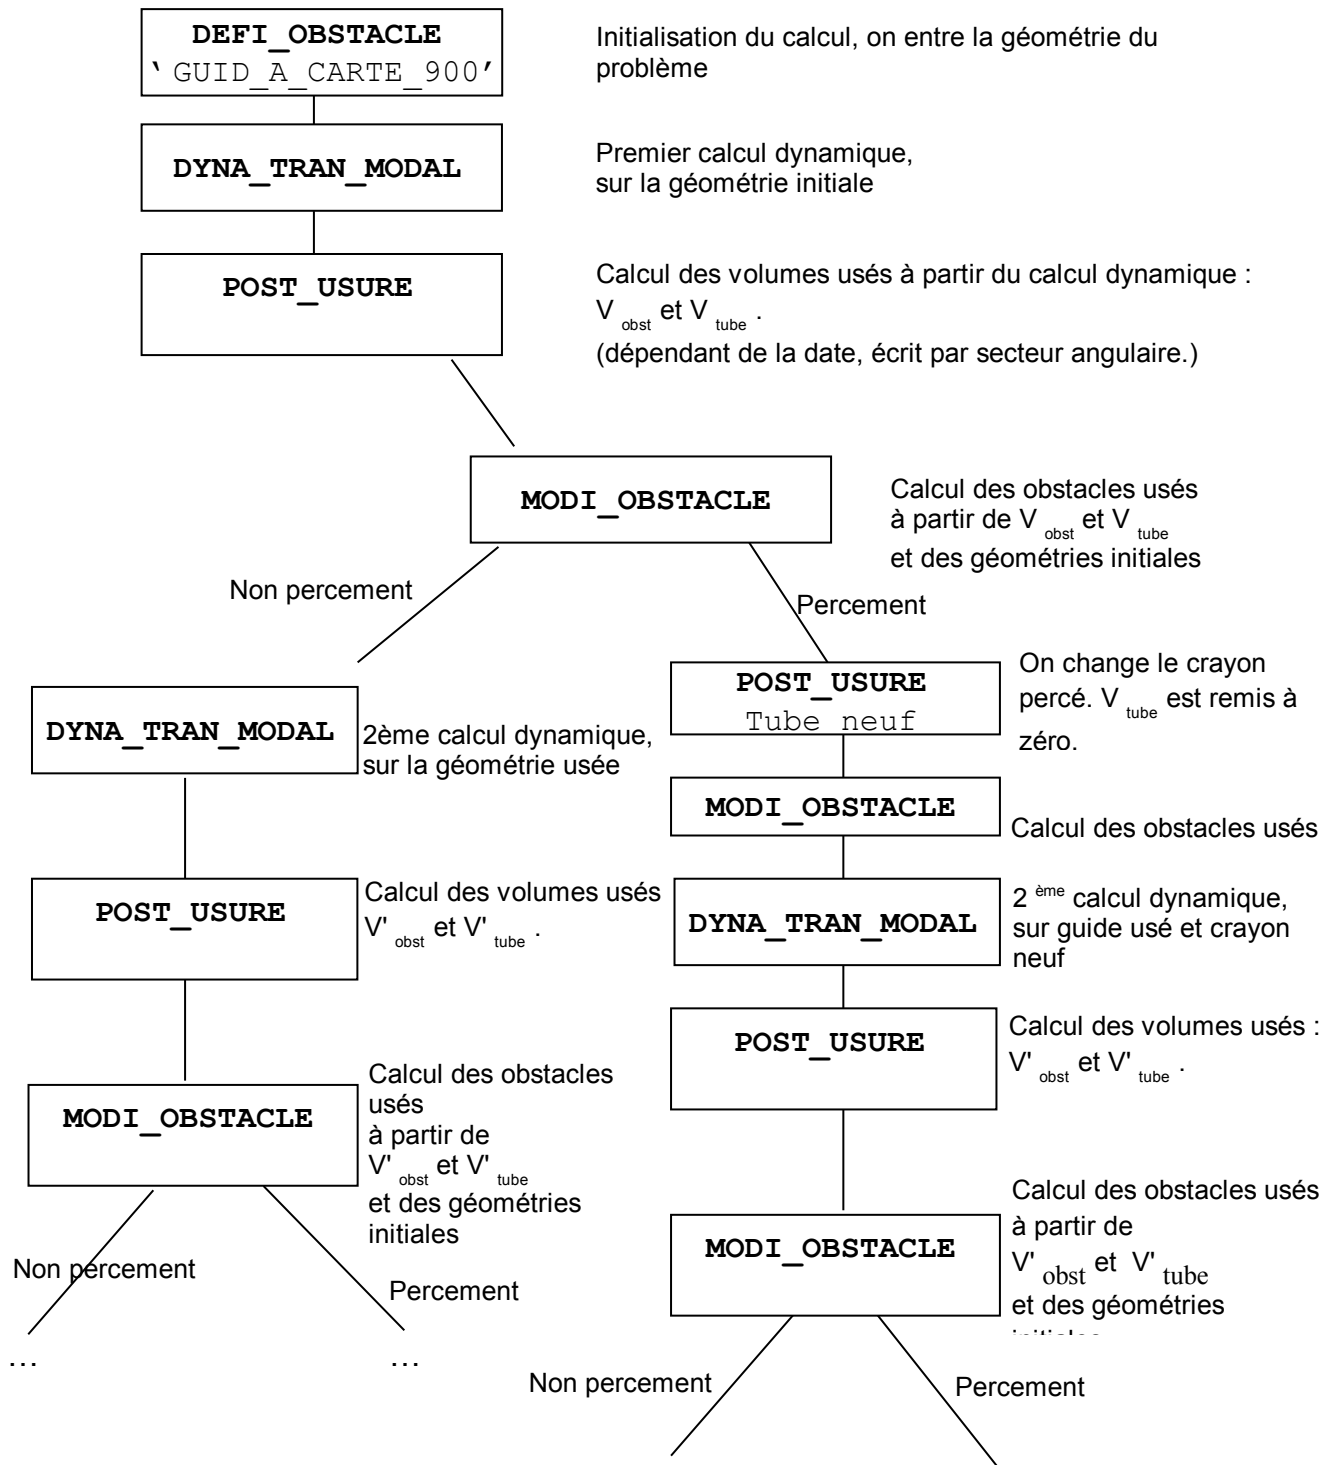 DEFI_OBSTACLE
‘GUID_A_CARTE_900’
Initialisation du calcul, on entre la géométrie du
problème
DYNA_TRAN_MODAL
Premier calcul dynamique,
sur la géométrie initiale
POST_USURE
Calcul des volumes usés à partir du calcul dynamique :
V obst et V tube .
(dépendant de la date, écrit par secteur angulaire.)
MODI_OBSTACLE
Calcul des obstacles usés
à partir de V obst et V tube
et des géométries initiales
Non percement
Percement
DYNA_TRAN_MODAL
2ème calcul dynamique,
sur la géométrie usée
POST_USURE
Calcul des volumes usés
V' obst et V' tube .
MODI_OBSTACLE
Calcul des obstacles
usés
à partir de
V' obst et V' tube
et des géométries
initiales
Non percement
Percement
...
...
POST_USURE
Tube neuf
On change le crayon
percé. V tube est remis à
zéro.
MODI_OBSTACLE
Calcul des obstacles usés
DYNA_TRAN_MODAL
2 ème calcul dynamique,
sur guide usé et crayon
neuf
POST_USURE
Calcul des volumes usés :
V' obst et V' tube .
MODI_OBSTACLE
Calcul des obstacles usés
à partir de
V' obst et V' tube
et des géométries
Non percement
Percement